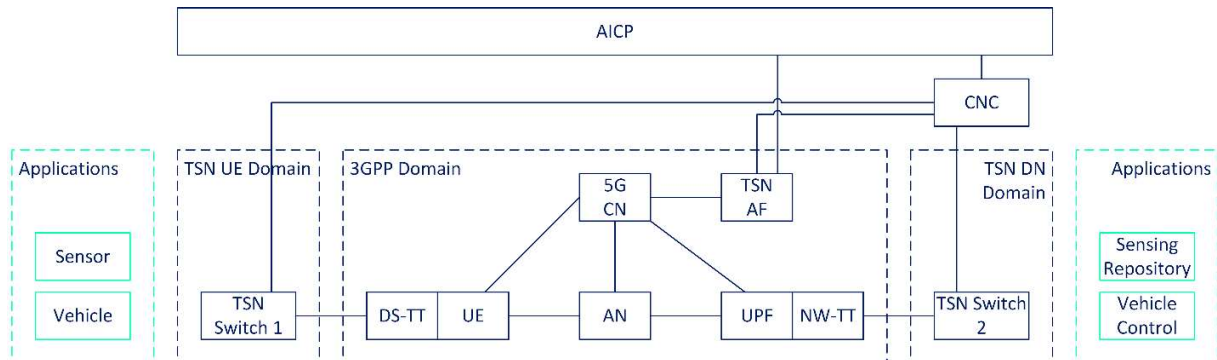 AICP
CNC
Applications
TSN UE Domain
3GPP Domain
TSN DN
Domain
Applications
5G
CN
TSN
AF
Sensor
Sensing
Repository
Vehicle
TSN
Switch 1
DS-TT
UE
AN
UPF
NW-TT
TSN Switch
2
Vehicle
Control